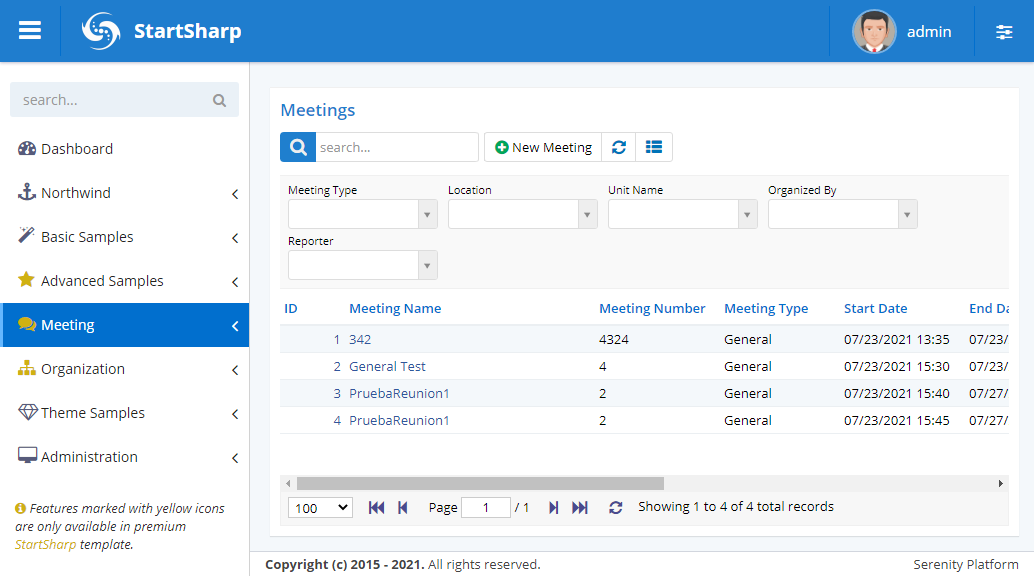 StartSharp
admin
search...
Dashboard
Northwind
Basic Samples
Advanced Samples
Meeting
Organization
Theme Samples
Administration
Features marked with yellow icons
are only available in premium
StartSharp template.
Meetings
search...
New Meeting
Meeting Type Location Unit Name Organized By
Reporter
ID Meeting Name Meeting Number Meeting Type Start Date End Da
1 342 4324 General 07/23/2021 13:35 07/23/
2 General Test 4 General 07/23/2021 15:30 07/23/
3 PruebaReunion1 2 General 07/23/2021 15:40 07/27/
4 PruebaReunion1 2 General 07/23/2021 15:45 07/27/
100 Page 1 / 1 Showing 1 to 4 of 4 total records
Copyright (c) 2015 - 2021. All rights reserved. Serenity Platform